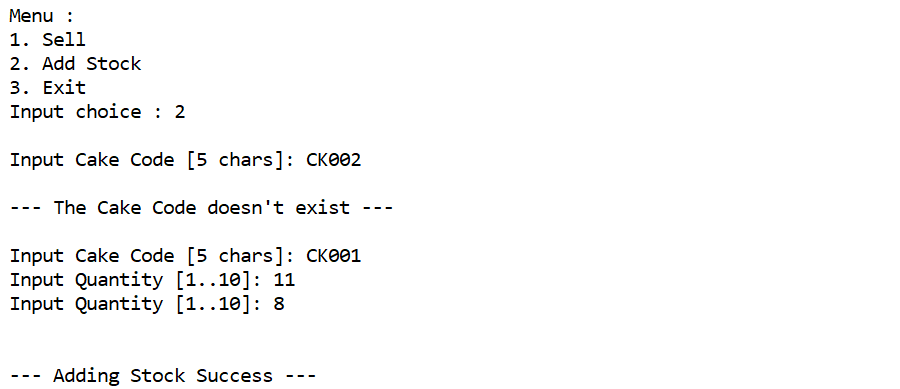 Menu :
1. Sell
2. Add Stock
3. Exit
Input choice : 2
Input Cake Code [5 chars]: CK002
--- The Cake Code doesn't exist ---
Input Cake Code [5 chars]: CK001
Input Quantity [1..10]: 11
Input Quantity [1..10]: 8
--- Adding Stock Success ---